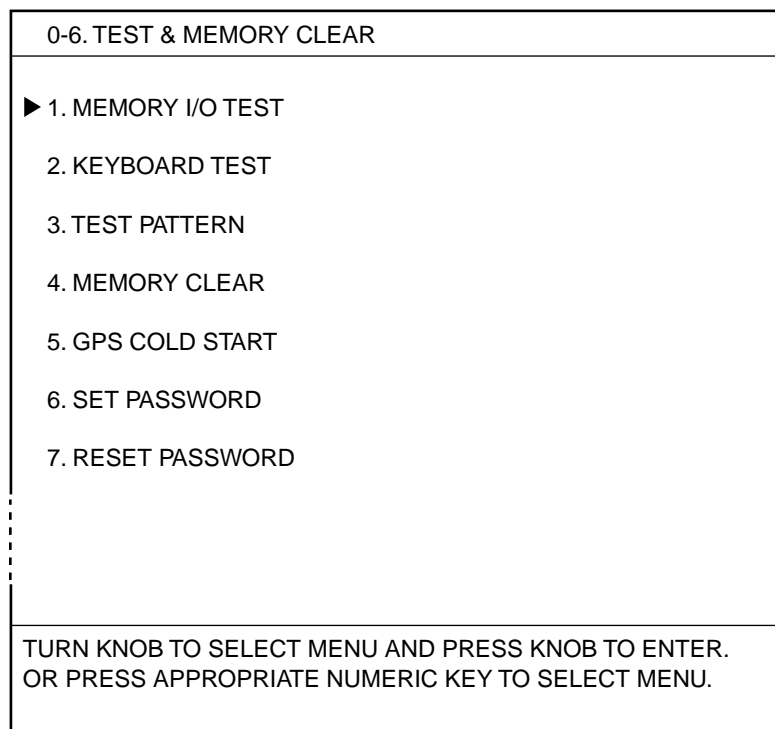 0-6. TEST & MEMORY CLEAR
1. MEMORY I/O TEST
2. KEYBOARD TEST
3. TEST PATTERN
4. MEMORY CLEAR
5. GPS COLD START
6. SET PASSWORD
7. RESET PASSWORD
TURN KNOB TO SELECT MENU AND PRESS KNOB TO ENTER.
OR PRESS APPROPRIATE NUMERIC KEY TO SELECT MENU.